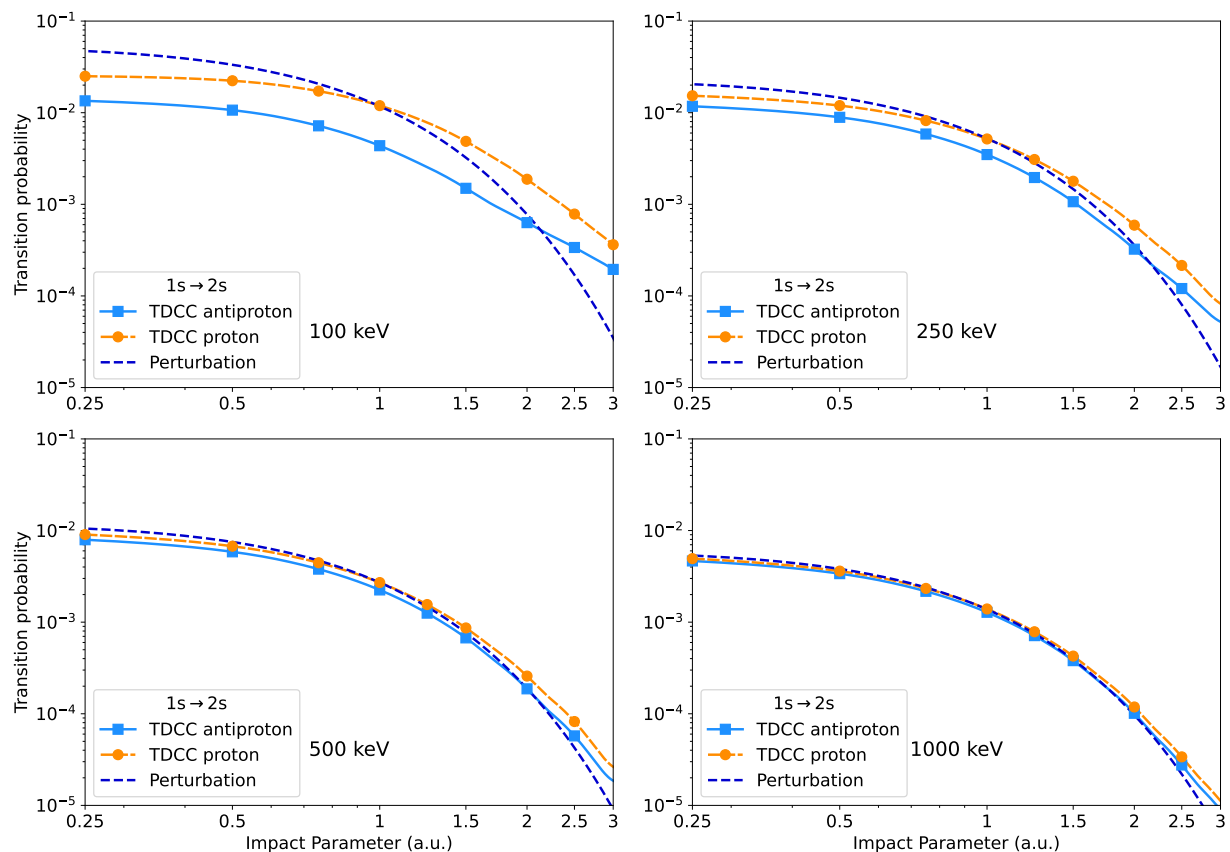 Transition probability
10⁻¹
10⁻²
10⁻³
10⁻⁴
10⁻⁵
1s→2s
TDCC antiproton
TDCC proton
Perturbation
100 keV
0.25 0.5 1 1.5 2 2.5 3
10⁻¹
10⁻²
10⁻³
10⁻⁴
10⁻⁵
1s→2s
TDCC antiproton
TDCC proton
Perturbation
250 keV
0.25 0.5 1 1.5 2 2.5 3
Transition probability
10⁻¹
10⁻²
10⁻³
10⁻⁴
10⁻⁵
1s→2s
TDCC antiproton
TDCC proton
Perturbation
500 keV
0.25 0.5 1 1.5 2 2.5 3
Impact Parameter (a.u.)
10⁻¹
10⁻²
10⁻³
10⁻⁴
10⁻⁵
1s→2s
TDCC antiproton
TDCC proton
Perturbation
1000 keV
0.25 0.5 1 1.5 2 2.5 3
Impact Parameter (a.u.)